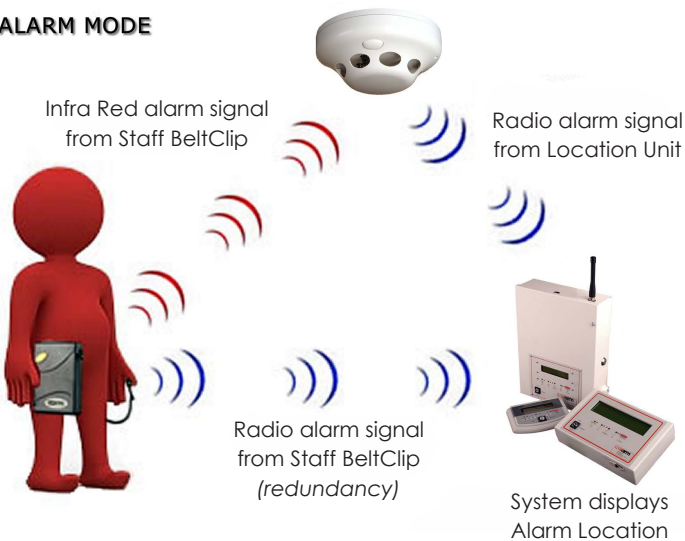 ALARM MODE
Infra Red alarm signal
from Staff BeltClip
Radio alarm signal
from Location Unit
Radio alarm signal
from Staff BeltClip
(redundancy)
System displays
Alarm Location